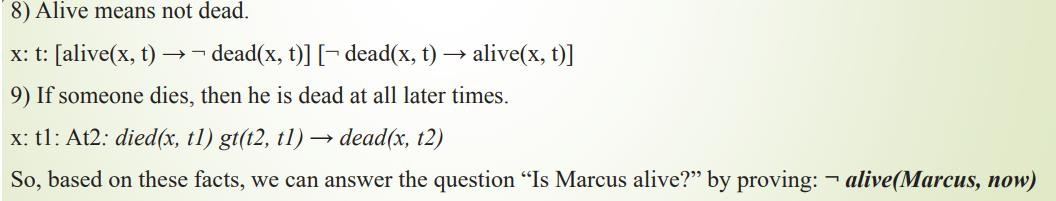 8) Alive means not dead.
x: t: [alive(x, t) → ¬ dead(x, t)] [¬ dead(x, t) → alive(x, t)]
9) If someone dies, then he is dead at all later times.
x: t1: At2: died(x, t1) gt(t2, t1) → dead(x, t2)
So, based on these facts, we can answer the question “Is Marcus alive?” by proving: ¬ alive(Marcus, now)